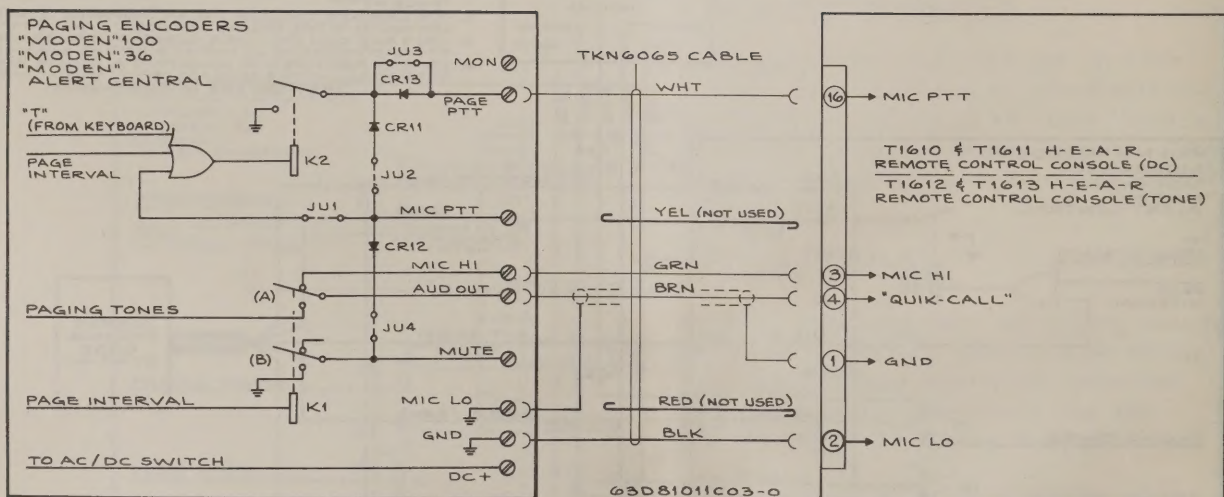 PAGING ENCODERS
"MODEN" 100
"MODEN" 36
"MODEN"
ALERT CENTRAL
"T"
(FROM KEYBOARD)
PAGE
INTERVAL
K2
JU3
CR13
MON
PAGE
PTT
CR11
JU2
JU1
MIC PTT
CR12
MIC HI
(A)
AUD OUT
PAGING TONES
JU4
(B)
MUTE
PAGE INTERVAL
K1
MIC LO
GND
TO AC/DC SWITCH
DC+
TKN6065 CABLE
WHT
YEL (NOT USED)
GRN
BRN
RED (NOT USED)
BLK
63D81011C03-0
16 MIC PTT
T1610 & T1611 H-E-A-R
REMOTE CONTROL CONSOLE (DC)
T1612 & T1613 H-E-A-R
REMOTE CONTROL CONSOLE (TONE)
3 MIC HI
4 "QUIK-CALL"
1 GND
2 MIC LO